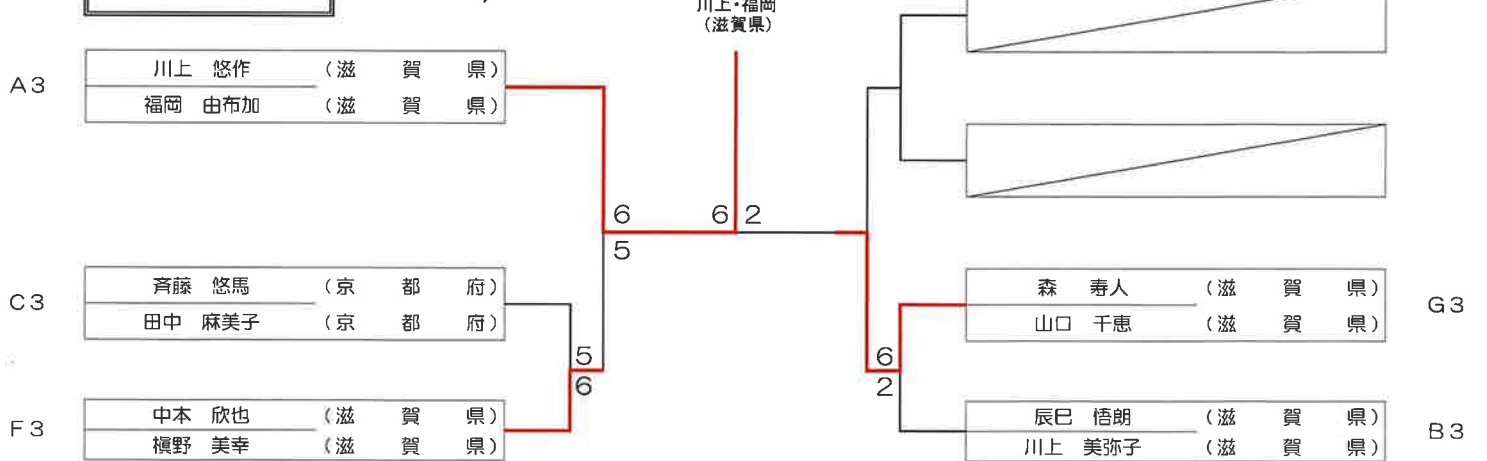 川上・福岡
（滋賀県）
A3
川上　悠作　（滋　賀　県）
福岡　由布加　（滋　賀　県）
6
5
6 2
C3
斉藤　悠馬　（京　都　府）
田中　麻美子　（京　都　府）
5
6
F3
中本　欣也　（滋　賀　県）
槇野　美幸　（滋　賀　県）
森　寿人　（滋　賀　県）
山口　千恵　（滋　賀　県）
G3
6
2
辰巳　悟朗　（滋　賀　県）
川上　美弥子　（滋　賀　県）
B3